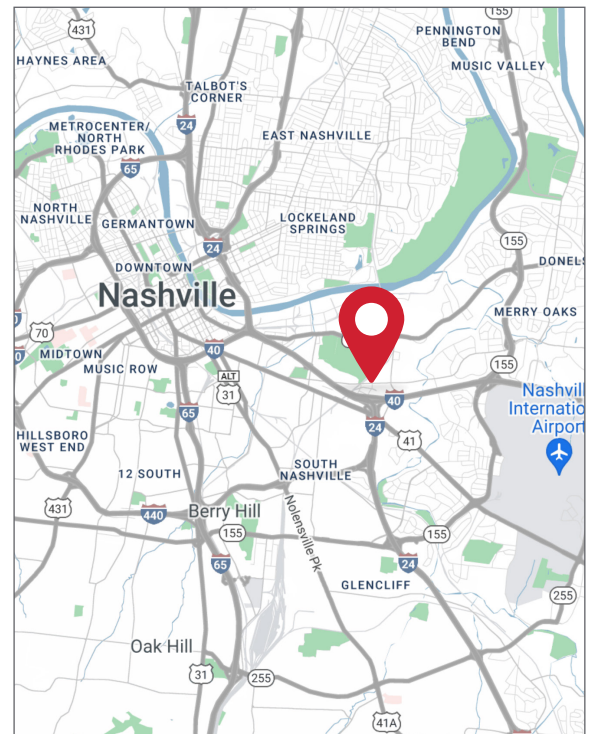 155
431
PENNINGTON
BEND
HAYNES AREA
MUSIC VALLEY
TALBOT'S
CORNER
24
METROCENTER/
NORTH
RHODES PARK
EAST NASHVILLE
65
NORTH
NASHVILLE
GERMANTOWN
LOCKELAND
SPRINGS
24
155
DOWNTOWN
DONELS
Nashville
MERRY OAKS
70
MIDTOWN
40
MUSIC ROW
155
ALT
31
40
65
Nashvil
Internatio
Airport
24
41
HILLSBORO
WEST END
12 SOUTH
SOUTH
NASHVILLE
431
440
Berry Hill
Nolensville Pk
155
155
65
24
GLENCLIFF
255
Oak Hill
31
255
41A